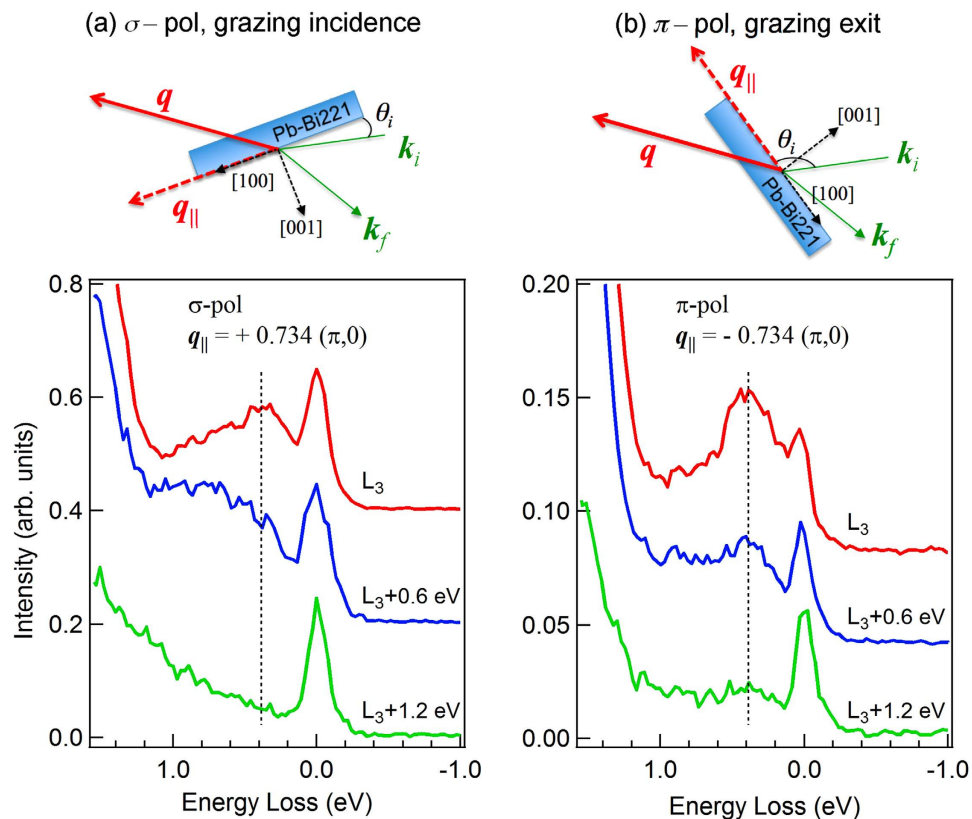 (a) σ – pol, grazing incidence
q
Pb-Bi221
θi
ki
[100]
q||
[001]
kf
(b) π – pol, grazing exit
q||
[001]
θi
q
ki
[100]
Pb-Bi221
kf
0.8
0.6
0.4
0.2
0.0
Intensity (arb. units)
σ-pol
q|| = + 0.734 (π,0)
L3
L3+0.6 eV
L3+1.2 eV
1.0
0.0
-1.0
Energy Loss (eV)
0.20
0.15
0.10
0.05
0.00
π-pol
q|| = - 0.734 (π,0)
L3
L3+0.6 eV
L3+1.2 eV
1.0
0.0
-1.0
Energy Loss (eV)